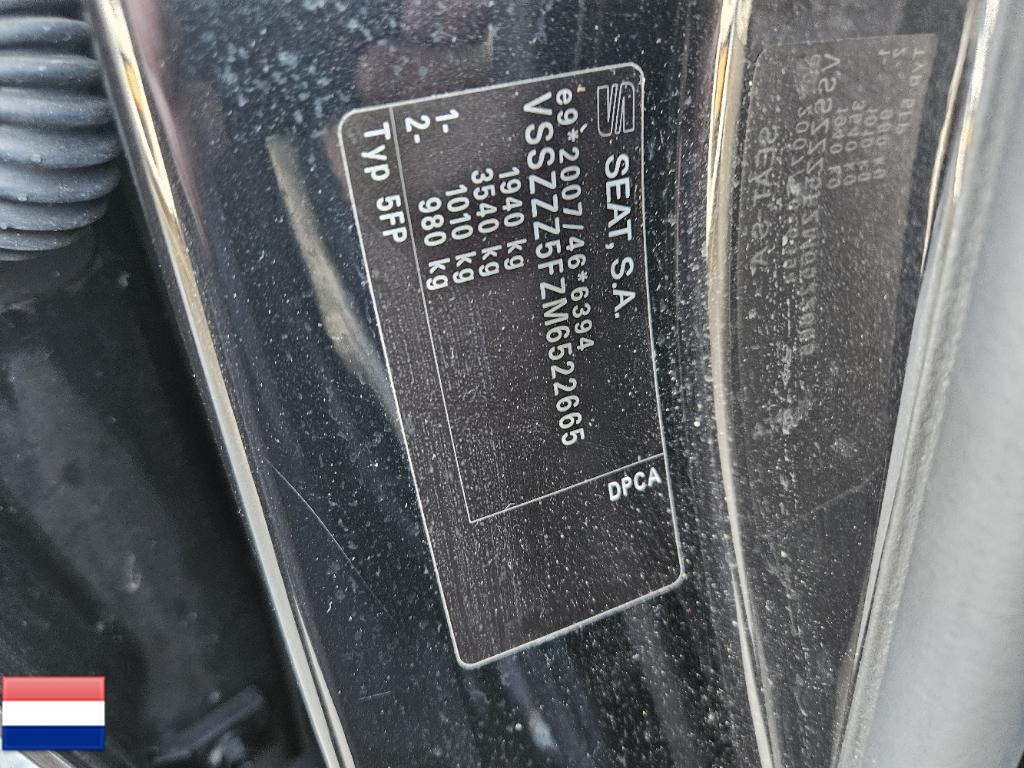 SEAT, S.A.
e9*2007/46*6394
VSSZZZ5FZM6522665
1940 kg
3540 kg
1- 1010 kg
2- 980 kg
Typ 5FP
DPCA